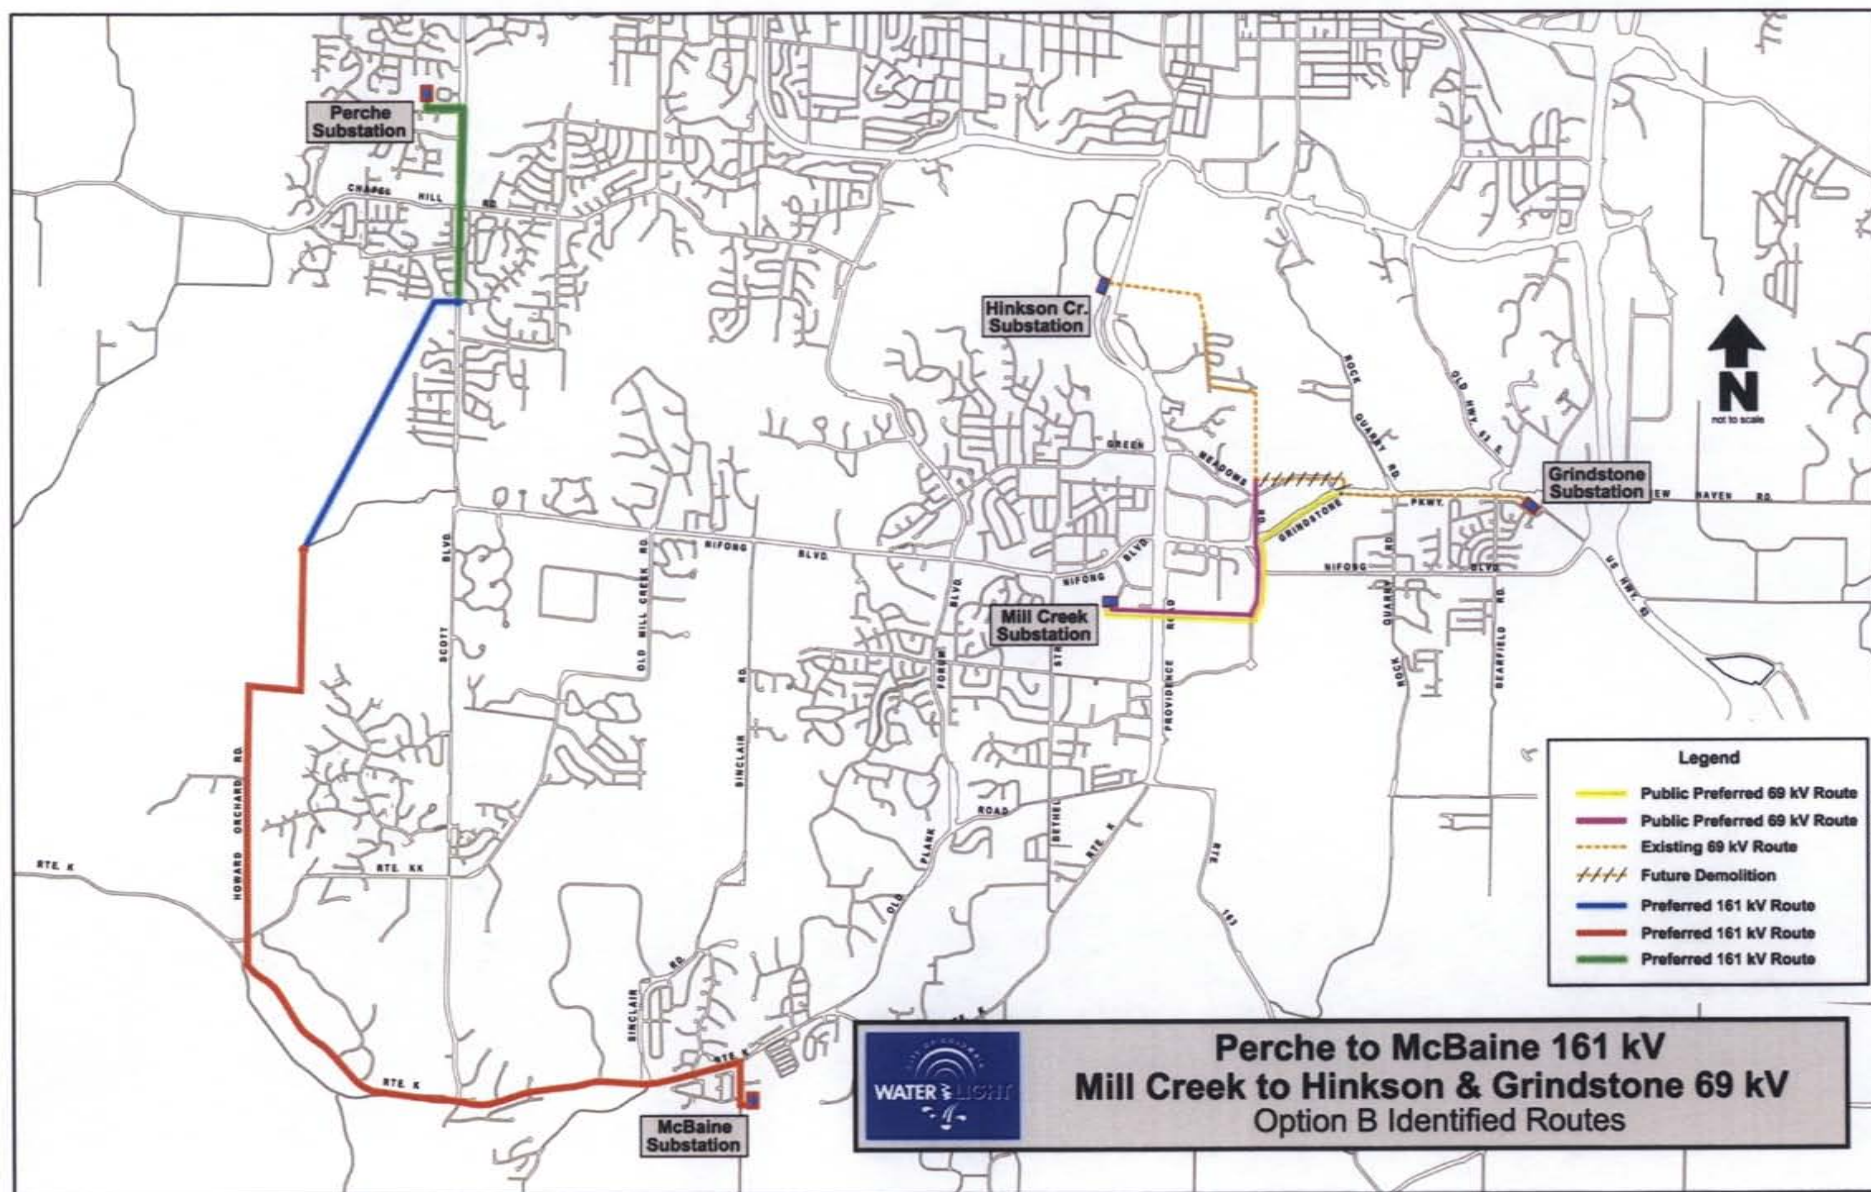 Perche
Substation
CHAPEL HILL RD.
Hinkson Cr.
Substation
N
not to scale
ROCK QUARRY RD.
OLD HWY. 63 S.
GREEN MEADOWS RD.
Grindstone
Substation
NEW HAVEN RD.
GRINDSTONE PKWY.
SCOTT BLVD.
OLD MILL CREEK RD.
NIFONG BLVD.
NIFONG BLVD.
NIFONG BLVD.
US HWY. 63
Mill Creek
Substation
ROCK QUARRY RD.
BEARFIELD RD.
FORUM BLVD.
PROVIDENCE ROAD
SINCLAIR RD.
HOWARD ORCHARD RD.
OLD PLANK ROAD
BETHEL
RTE. K
RTE. K
RTE. KK
RTE 163
SINCLAIR RD.
RTE. K
RTE. K
McBaine
Substation
Legend
Public Preferred 69 kV Route
Public Preferred 69 kV Route
Existing 69 kV Route
Future Demolition
Preferred 161 kV Route
Preferred 161 kV Route
Preferred 161 kV Route
WATER & LIGHT
Perche to McBaine 161 kV
Mill Creek to Hinkson & Grindstone 69 kV
Option B Identified Routes